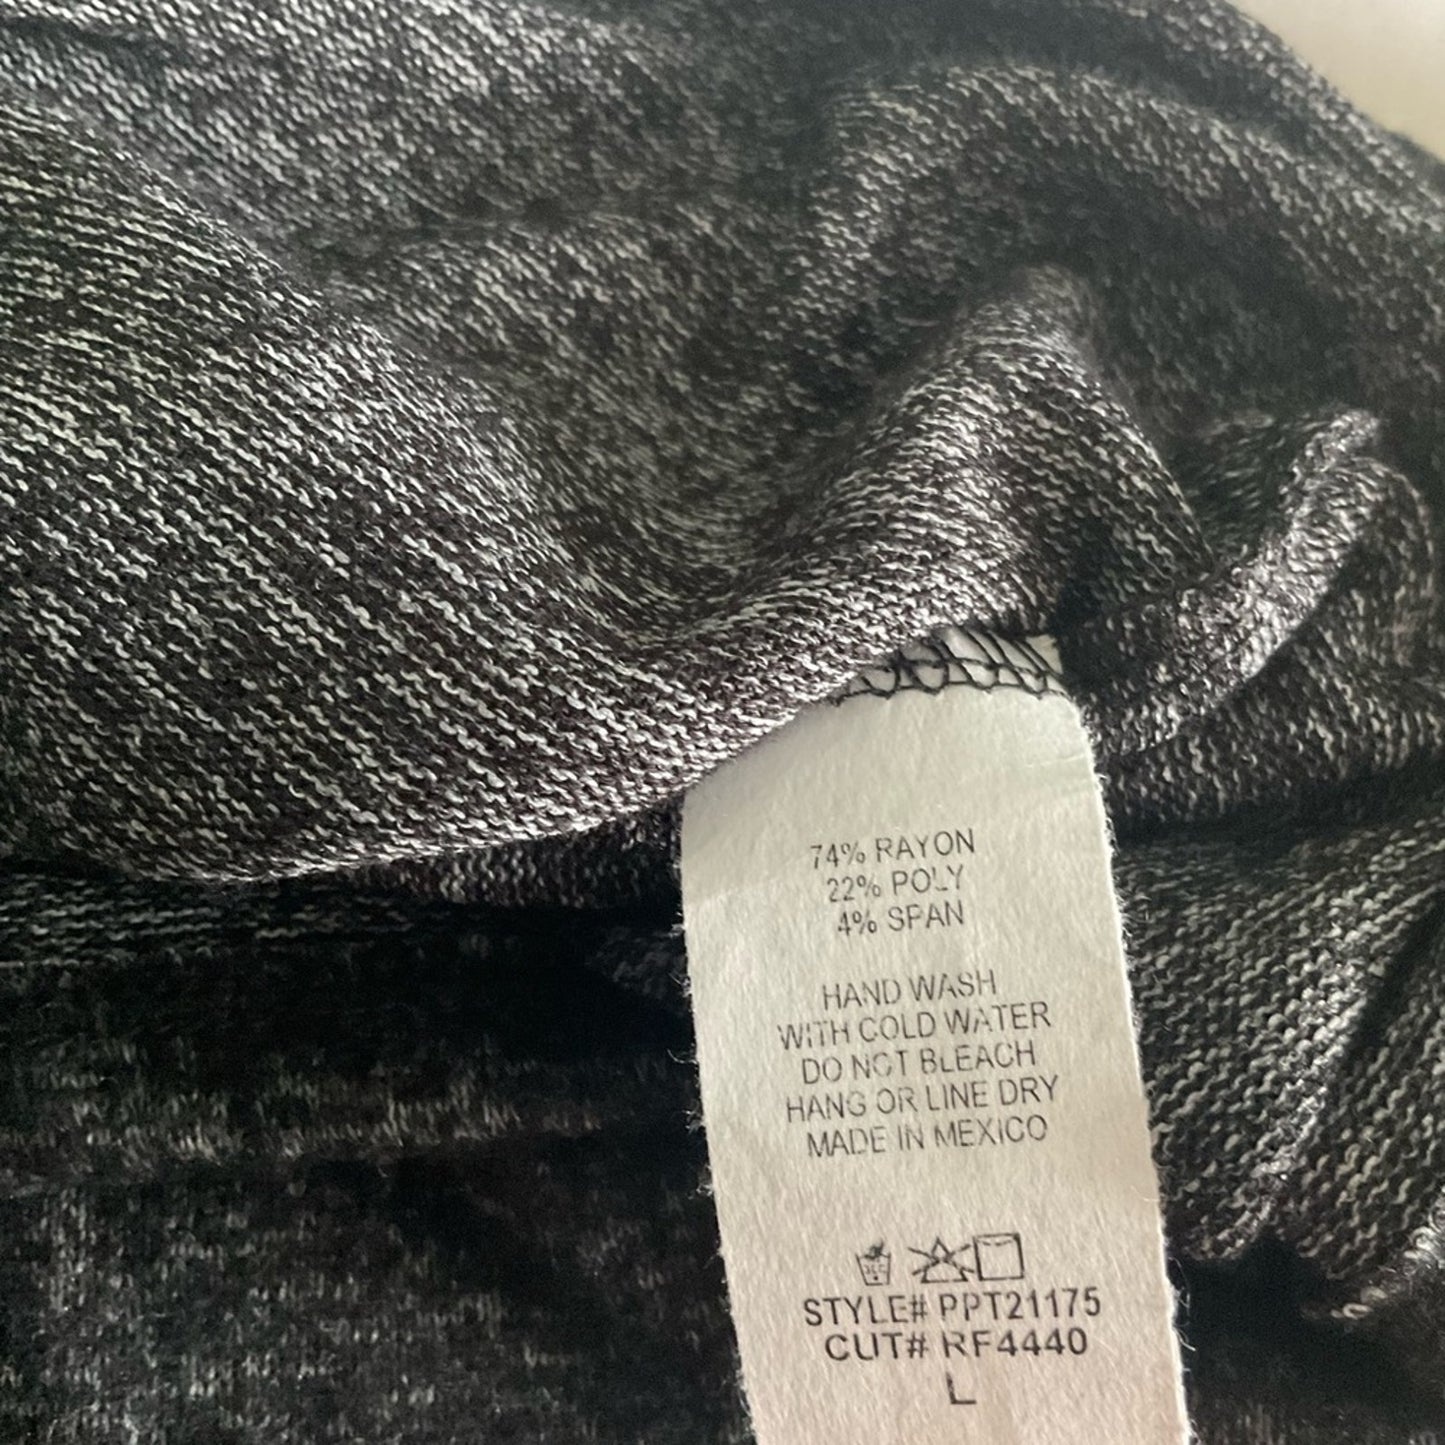 74% RAYON
22% POLY
4% SPAN
HAND WASH
WITH COLD WATER
DO NOT BLEACH
HANG OR LINE DRY
MADE IN MEXICO
STYLE# PPT21175
CUT# RF4440
L